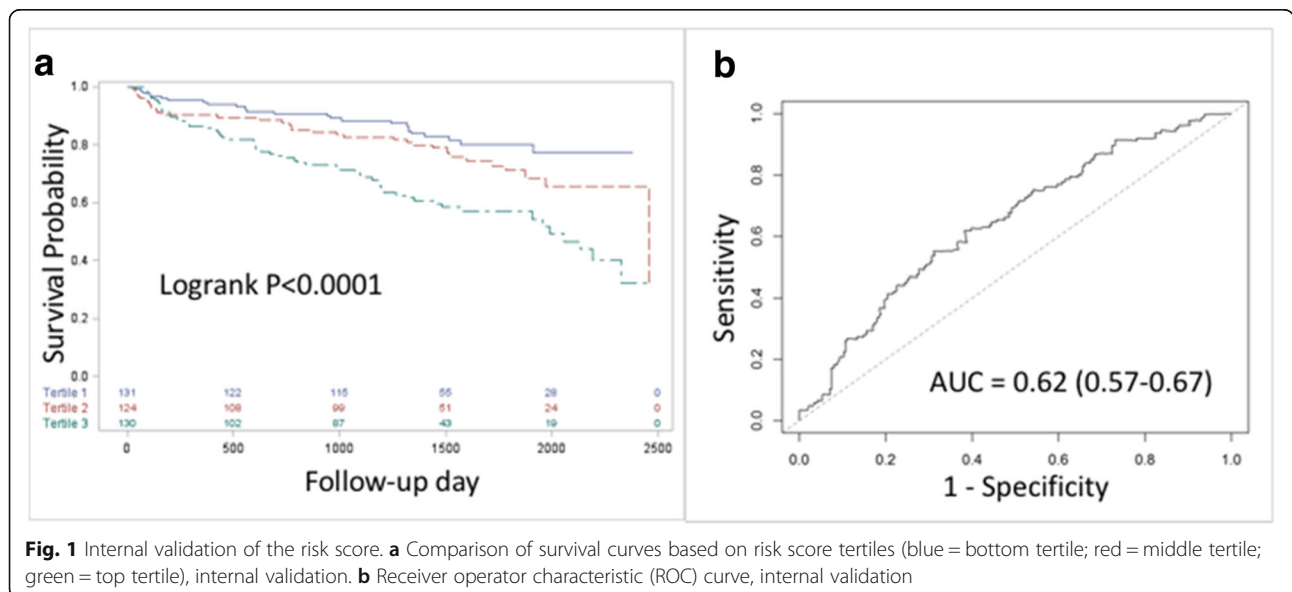 a
Survival Probability
1.0
0.8
0.6
0.4
0.2
0.0
Logrank P<0.0001
Tertile 1 131 122 115 55 28 0
Tertile 2 124 108 99 51 24 0
Tertile 3 130 102 87 43 19 0
0 500 1000 1500 2000 2500
Follow-up day
b
Sensitivity
1.0
0.8
0.6
0.4
0.2
0.0
AUC = 0.62 (0.57-0.67)
0.0 0.2 0.4 0.6 0.8 1.0
1 - Specificity
Fig. 1 Internal validation of the risk score. a Comparison of survival curves based on risk score tertiles (blue = bottom tertile; red = middle tertile;
green = top tertile), internal validation. b Receiver operator characteristic (ROC) curve, internal validation